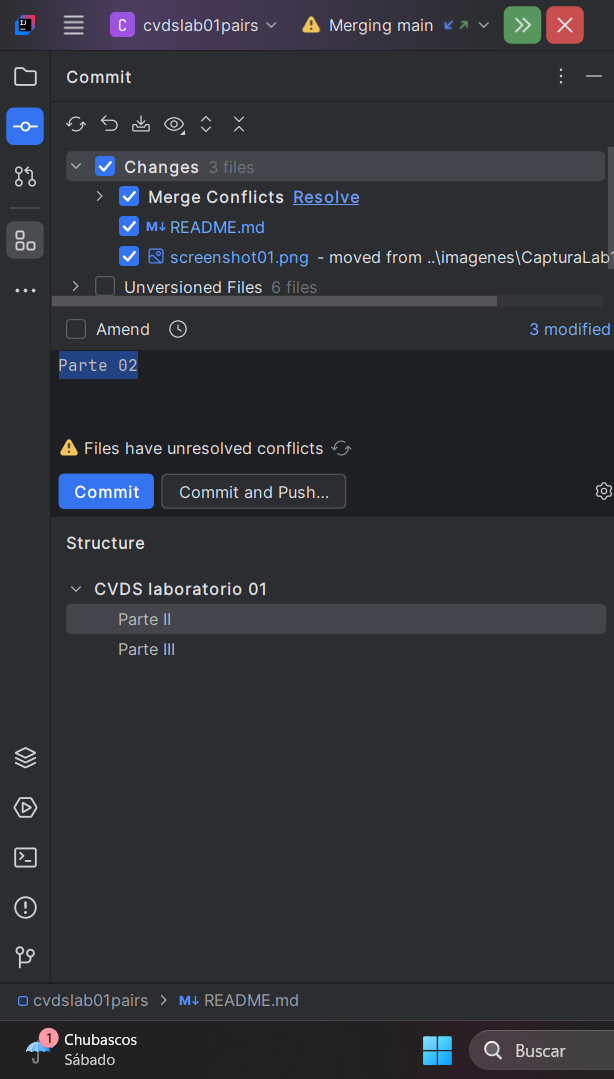 C cvdslab01pairs Merging main
Commit
Changes 3 files
Merge Conflicts Resolve
M↓ README.md
screenshot01.png - moved from ..\imagenes\CapturaLab
Unversioned Files 6 files
Amend 3 modified
Parte 02
Files have unresolved conflicts
Commit Commit and Push...
Structure
CVDS laboratorio 01
Parte II
Parte III
cvdslab01pairs > M↓ README.md
1 Chubascos
Sábado
Buscar